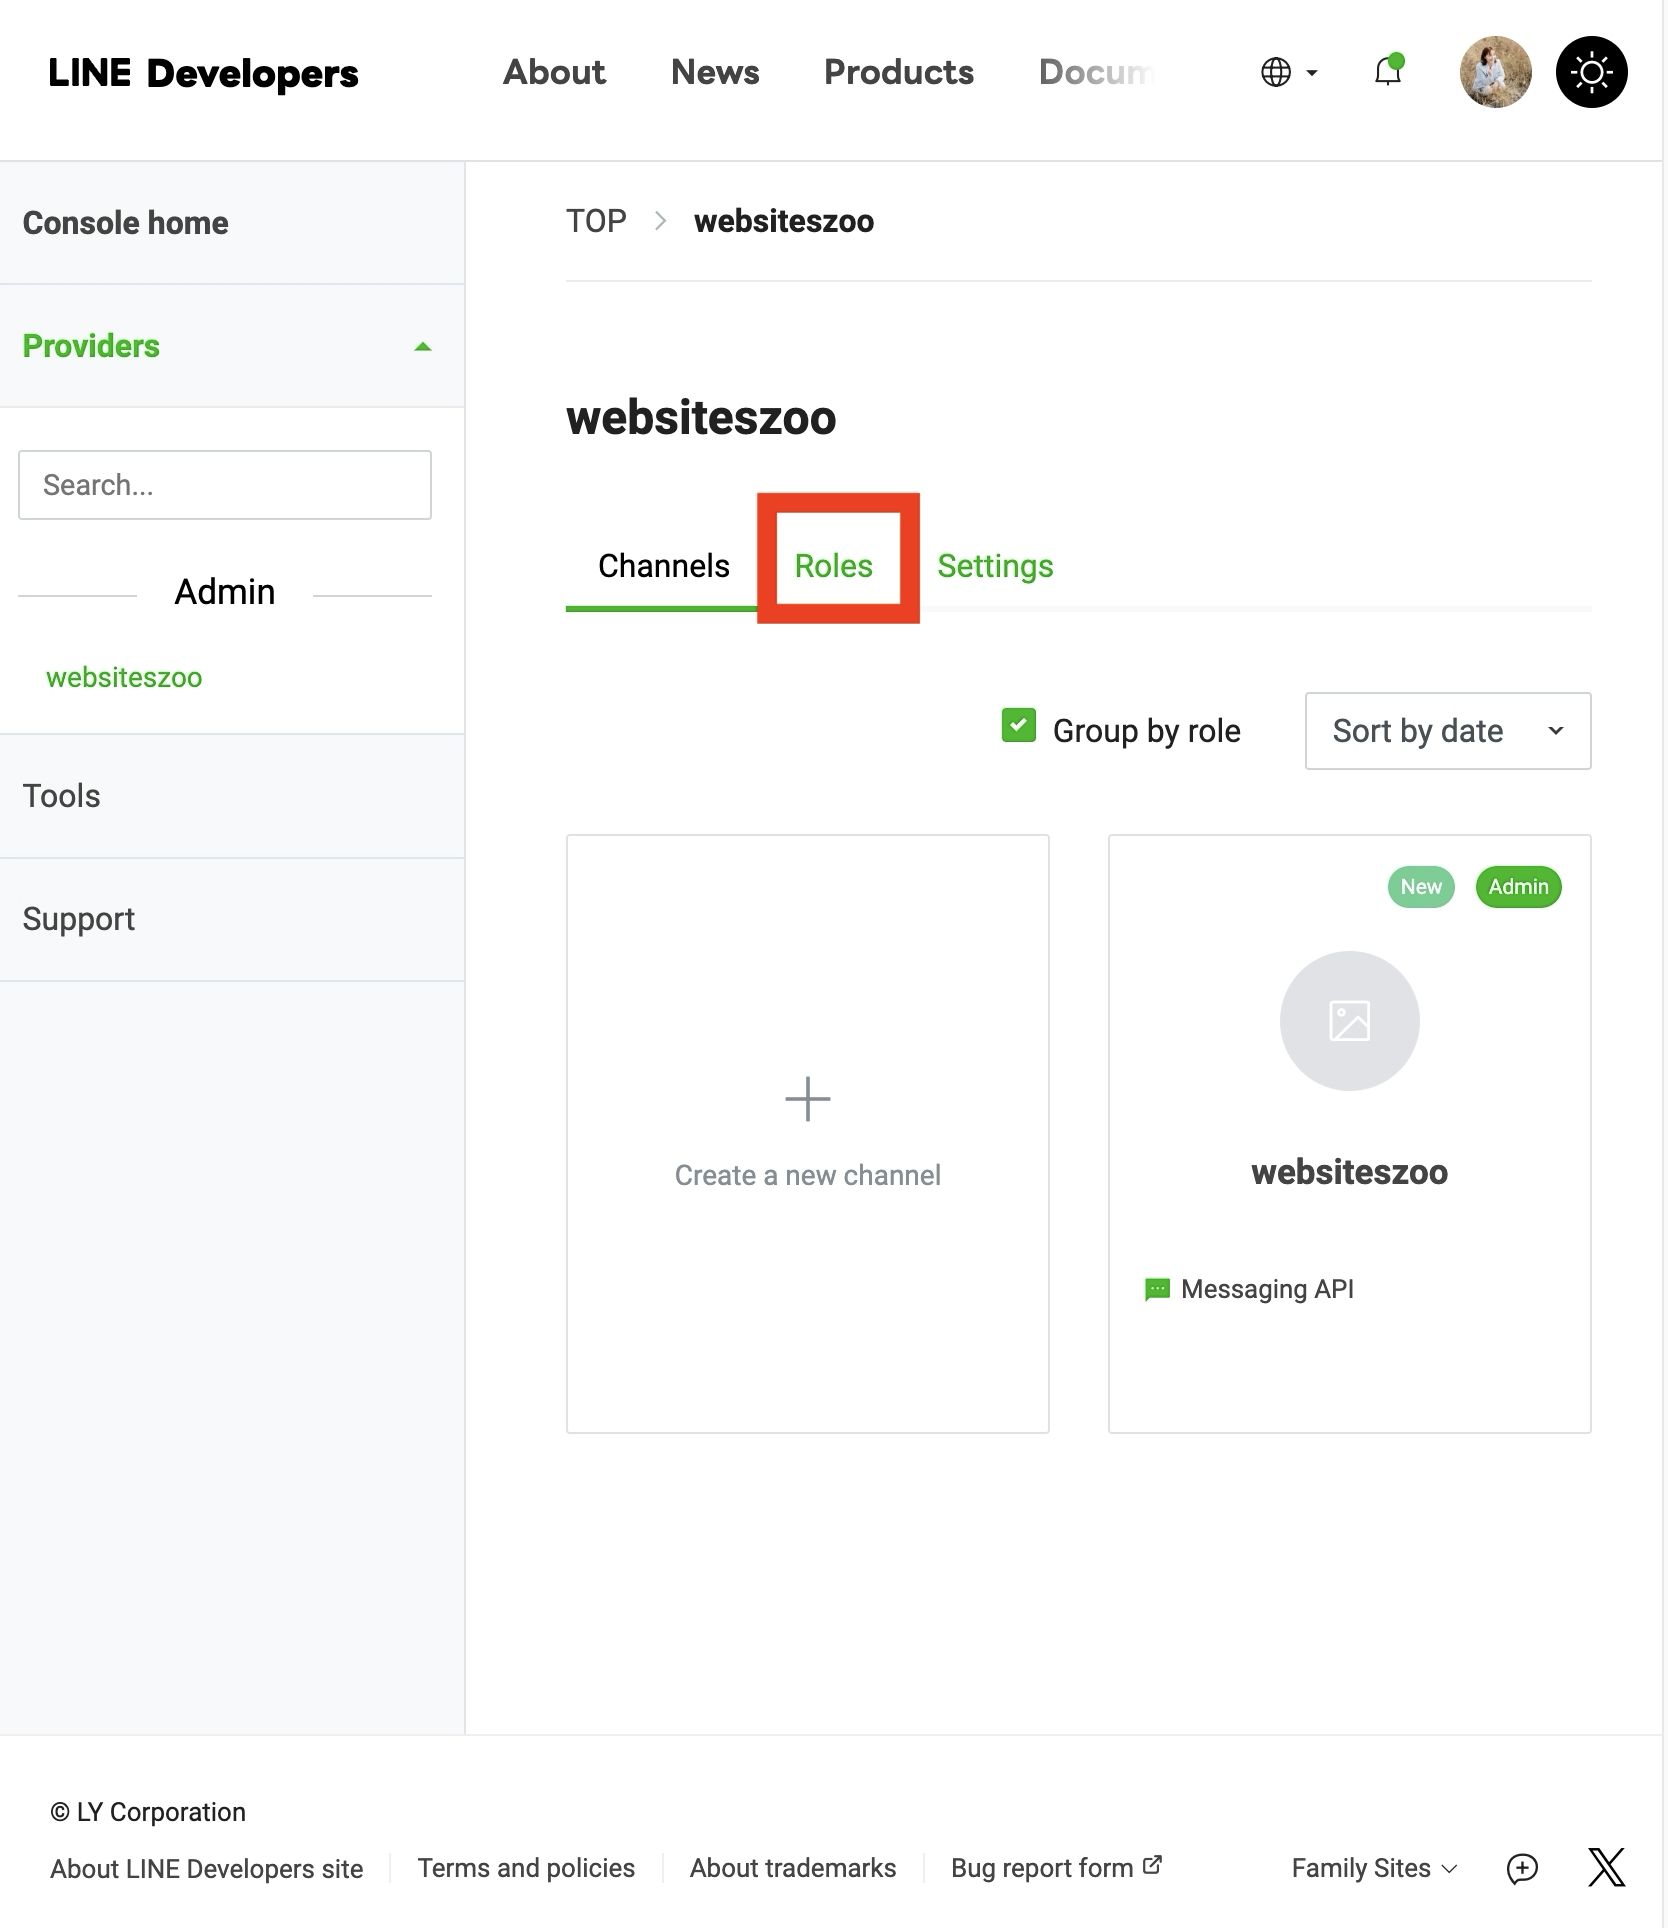 LINE Developers
About
News
Products
Docum
Console home
Providers
Search...
Admin
websiteszoo
Tools
Support
TOP > websiteszoo
websiteszoo
Channels
Roles
Settings
Group by role
Sort by date
Create a new channel
New
Admin
websiteszoo
Messaging API
© LY Corporation
About LINE Developers site
Terms and policies
About trademarks
Bug report form
Family Sites